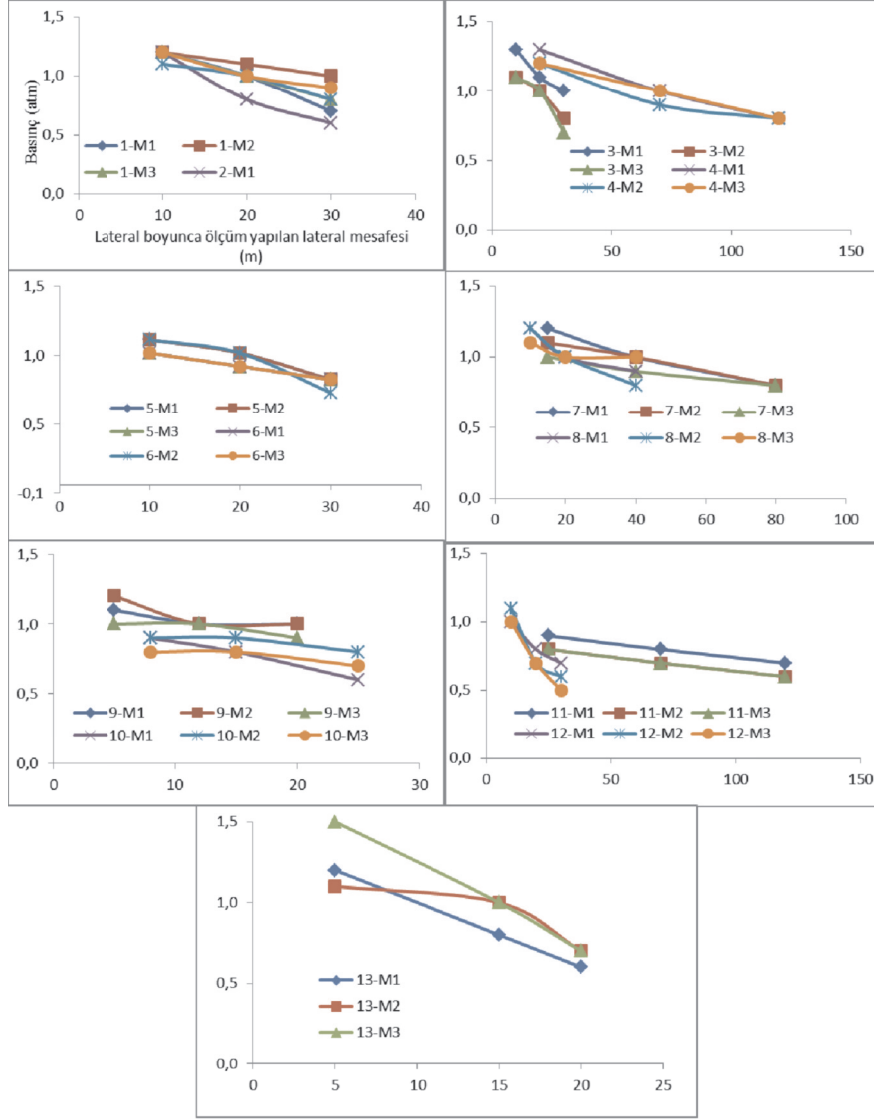 1,5
1,0
0,5
0,0
Basınç (atm)
1-M1 1-M2
1-M3 2-M1
0 10 20 30 40
Lateral boyunca ölçüm yapılan lateral mesafesi
(m)
1,5
1,0
0,5
0,0
3-M1 3-M2
3-M3 4-M1
4-M2 4-M3
0 50 100 150
1,5
1,0
0,5
-0,1
5-M1 5-M2
5-M3 6-M1
6-M2 6-M3
0 10 20 30 40
1,5
1,0
0,5
0,0
7-M1 7-M2 7-M3
8-M1 8-M2 8-M3
0 20 40 60 80 100
1,5
1,0
0,5
0,0
9-M1 9-M2 9-M3
10-M1 10-M2 10-M3
0 10 20 30
1,5
1,0
0,5
0,0
11-M1 11-M2 11-M3
12-M1 12-M2 12-M3
0 50 100 150
1,5
1,0
0,5
0,0
13-M1
13-M2
13-M3
0 5 10 15 20 25